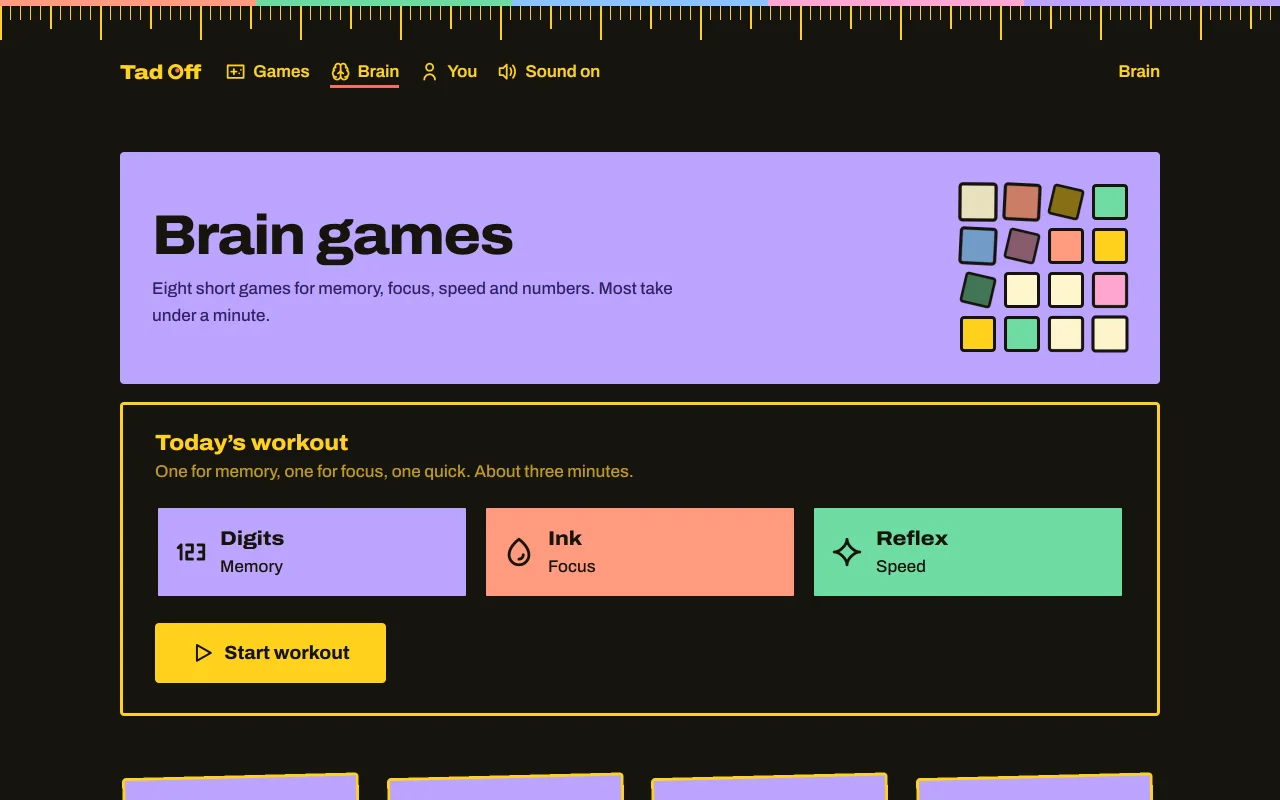 Tad Off
Games
Brain
You
Sound on
Brain
Brain games
Eight short games for memory, focus, speed and numbers. Most take
under a minute.
Today’s workout
One for memory, one for focus, one quick. About three minutes.
123
Digits
Memory
Ink
Focus
Reflex
Speed
Start workout